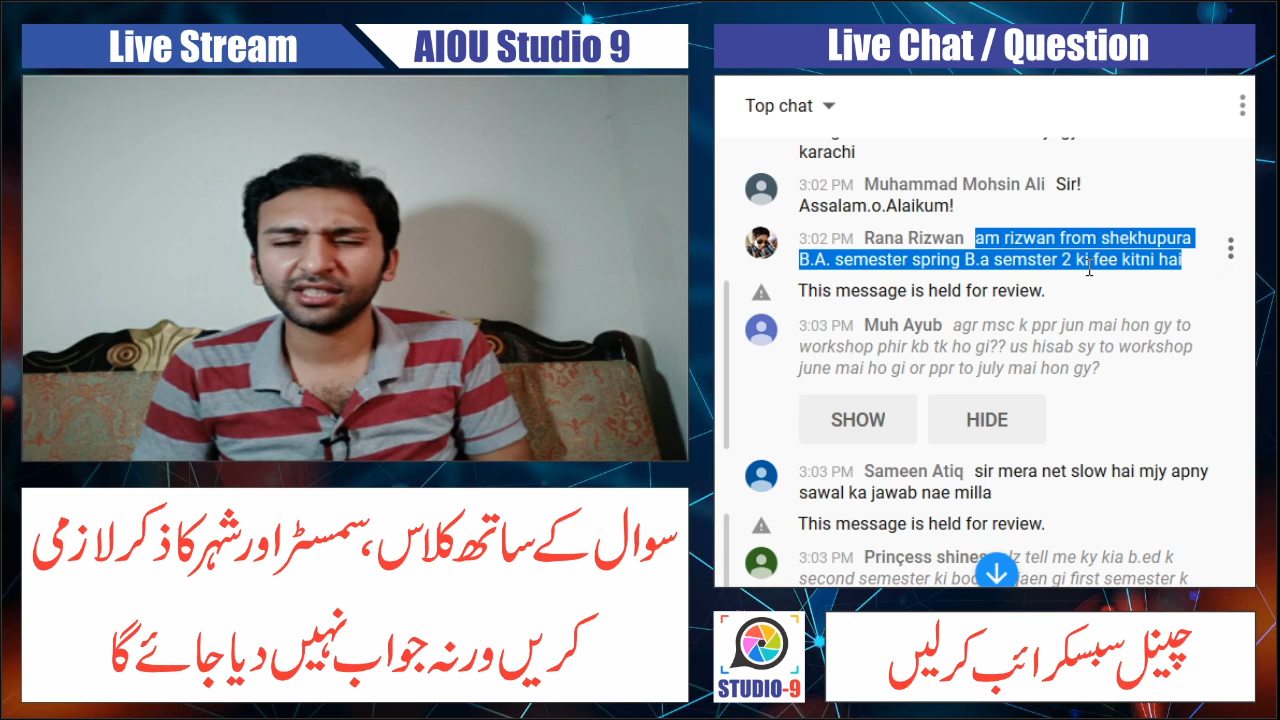 Live Stream
AIOU Studio 9
Live Chat / Question
Top chat
karachi
3:02 PM Muhammad Mohsin Ali Sir!
Assalam.o.Alaikum!
3:02 PM Rana Rizwan am rizwan from shekhupura
B.A. semester spring B.a semster 2 ki fee kitni hai
This message is held for review.
3:03 PM Muh Ayub agr msc k ppr jun mai hon gy to
workshop phir kb tk ho gi?? us hisab sy to workshop
june mai ho gi or ppr to july mai hon gy?
SHOW
HIDE
3:03 PM Sameen Atiq sir mera net slow hai mjy apny
sawal ka jawab nae milla
This message is held for review.
3:03 PM Prinçess shines tell me ky kia b.ed k
second semester ki jaen gi first semester k
سوال کے ساتھ کلاس، سمسٹر اور شہر کا ذکر لازمی
کریں ورنہ جواب نہیں دیا جائے گا
STUDIO-9
چینل سبسکرائب کرلیں